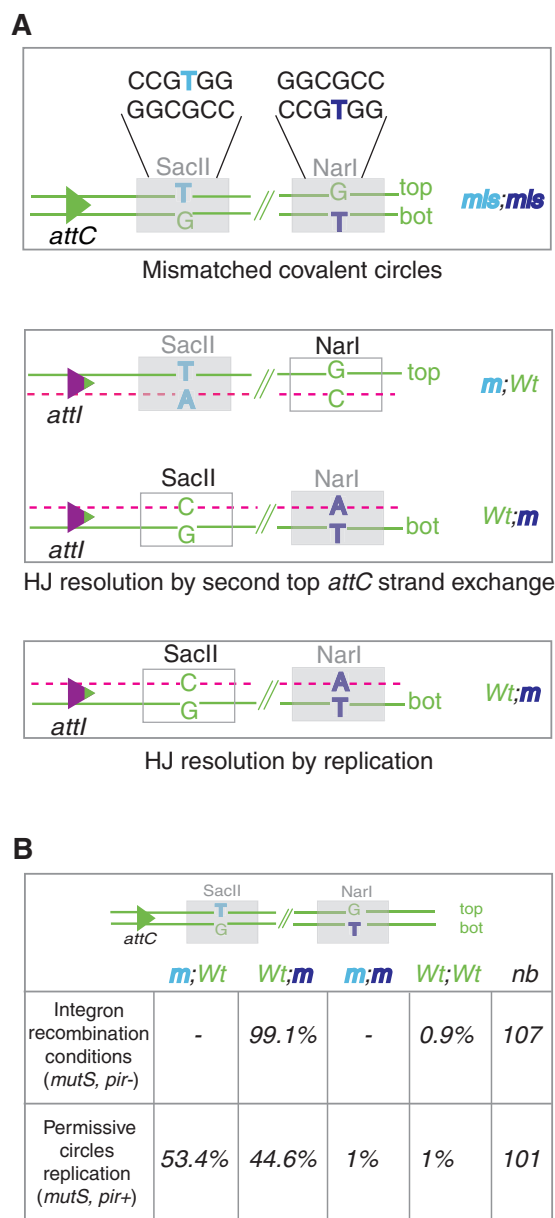 A
CCGTGG GGCGCC
GGCGCC CCGTGG
SacII NarI
T G top
G T bot
attC
mls;mls
Mismatched covalent circles
SacII NarI
T G top
A C
attI
m;Wt
SacII NarI
C A
G T bot
attI
Wt;m
HJ resolution by second top attC strand exchange
SacII NarI
C A
G T bot
attI
Wt;m
HJ resolution by replication
B
SacII NarI
T G top
G T bot
attC
m;Wt Wt;m m;m Wt;Wt nb
Integron
recombination
conditions
(mutS, pir-)
- 99.1% - 0.9% 107
Permissive
circles
replication
(mutS, pir+)
53.4% 44.6% 1% 1% 101